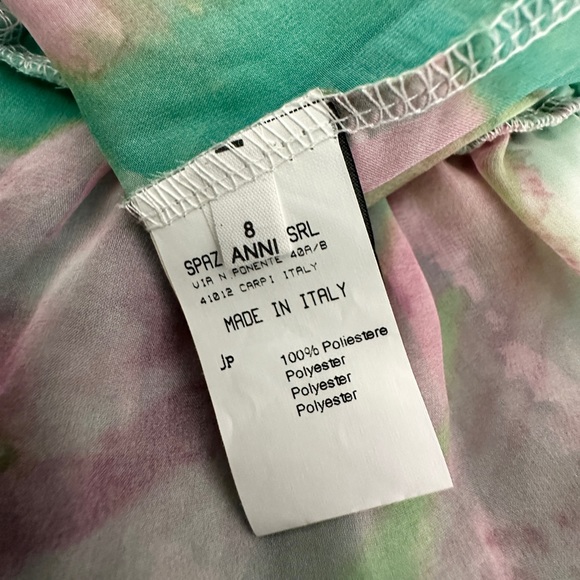 8
ANNI
SPAZ SRL
VIA N PONENTE 40A/B
41012 CARPI ITALY
MADE IN ITALY
JP
100% Poliestere
Polyester
Polyester
Polyester